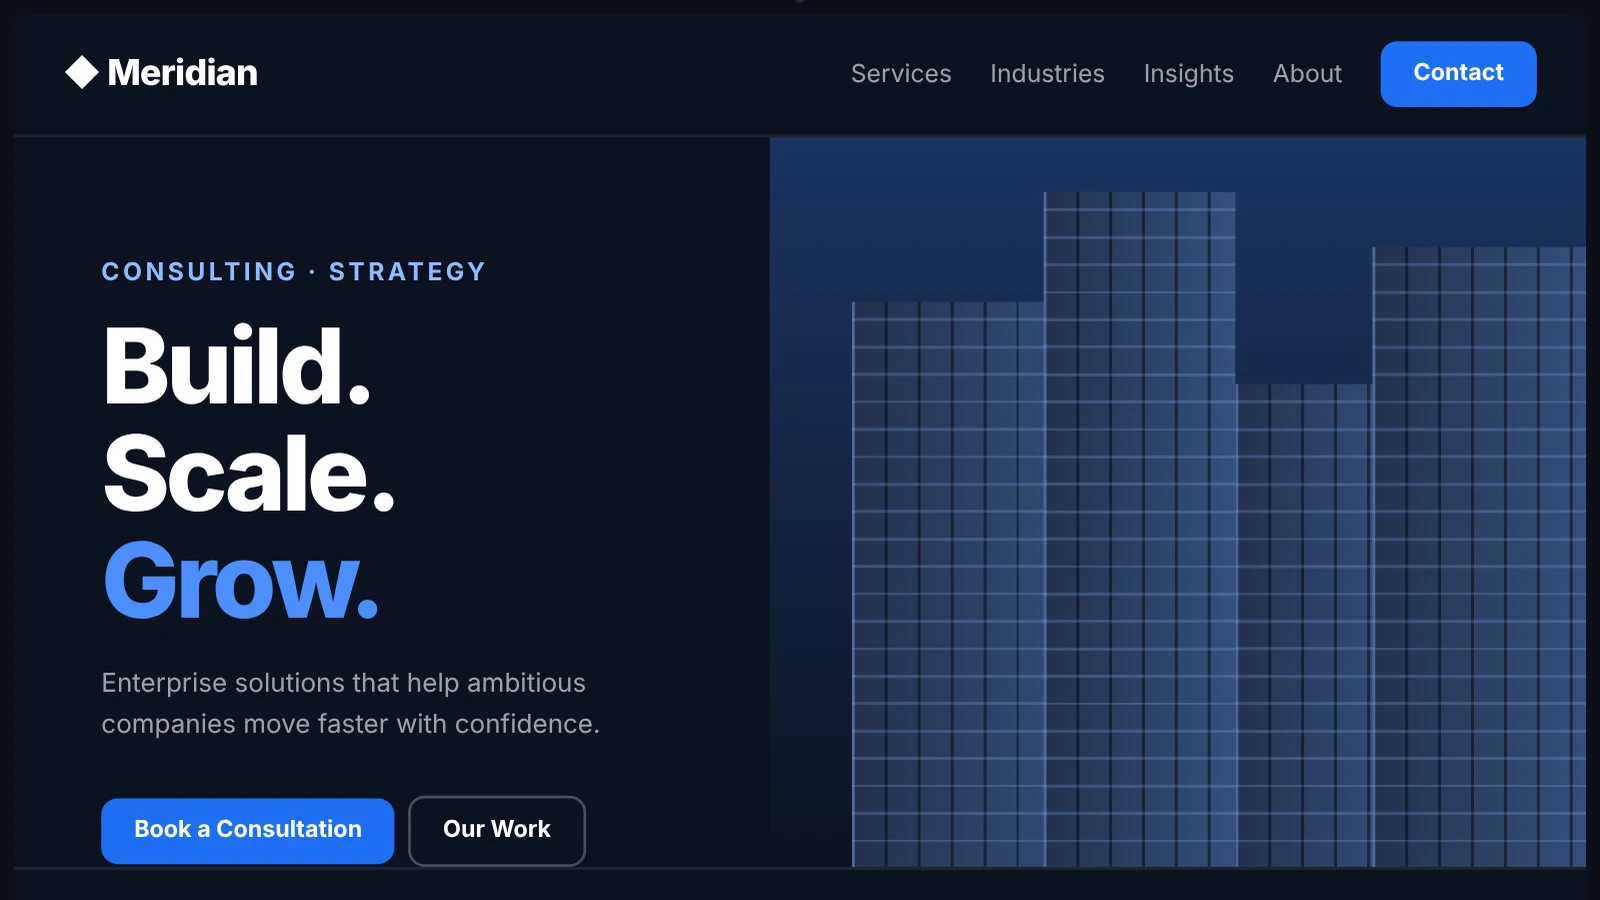 Meridian
Services
Industries
Insights
About
Contact
CONSULTING · STRATEGY
Build.
Scale.
Grow.
Enterprise solutions that help ambitious
companies move faster with confidence.
Book a Consultation
Our Work